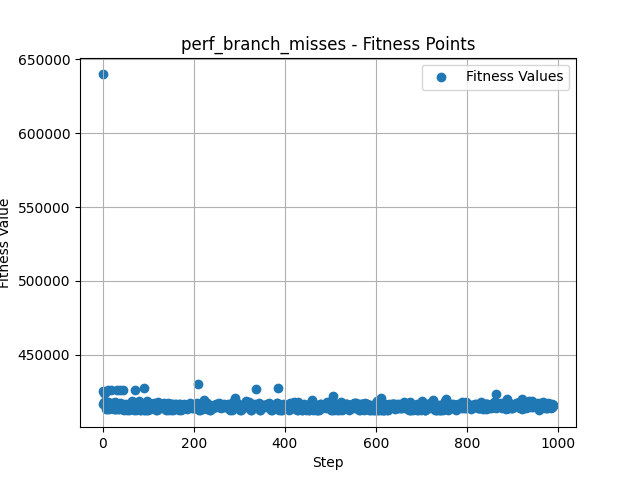 perf_branch_misses - Fitness Points
Fitness Values
650000
600000
550000
500000
450000
Fitness Value
0
200
400
600
800
1000
Step